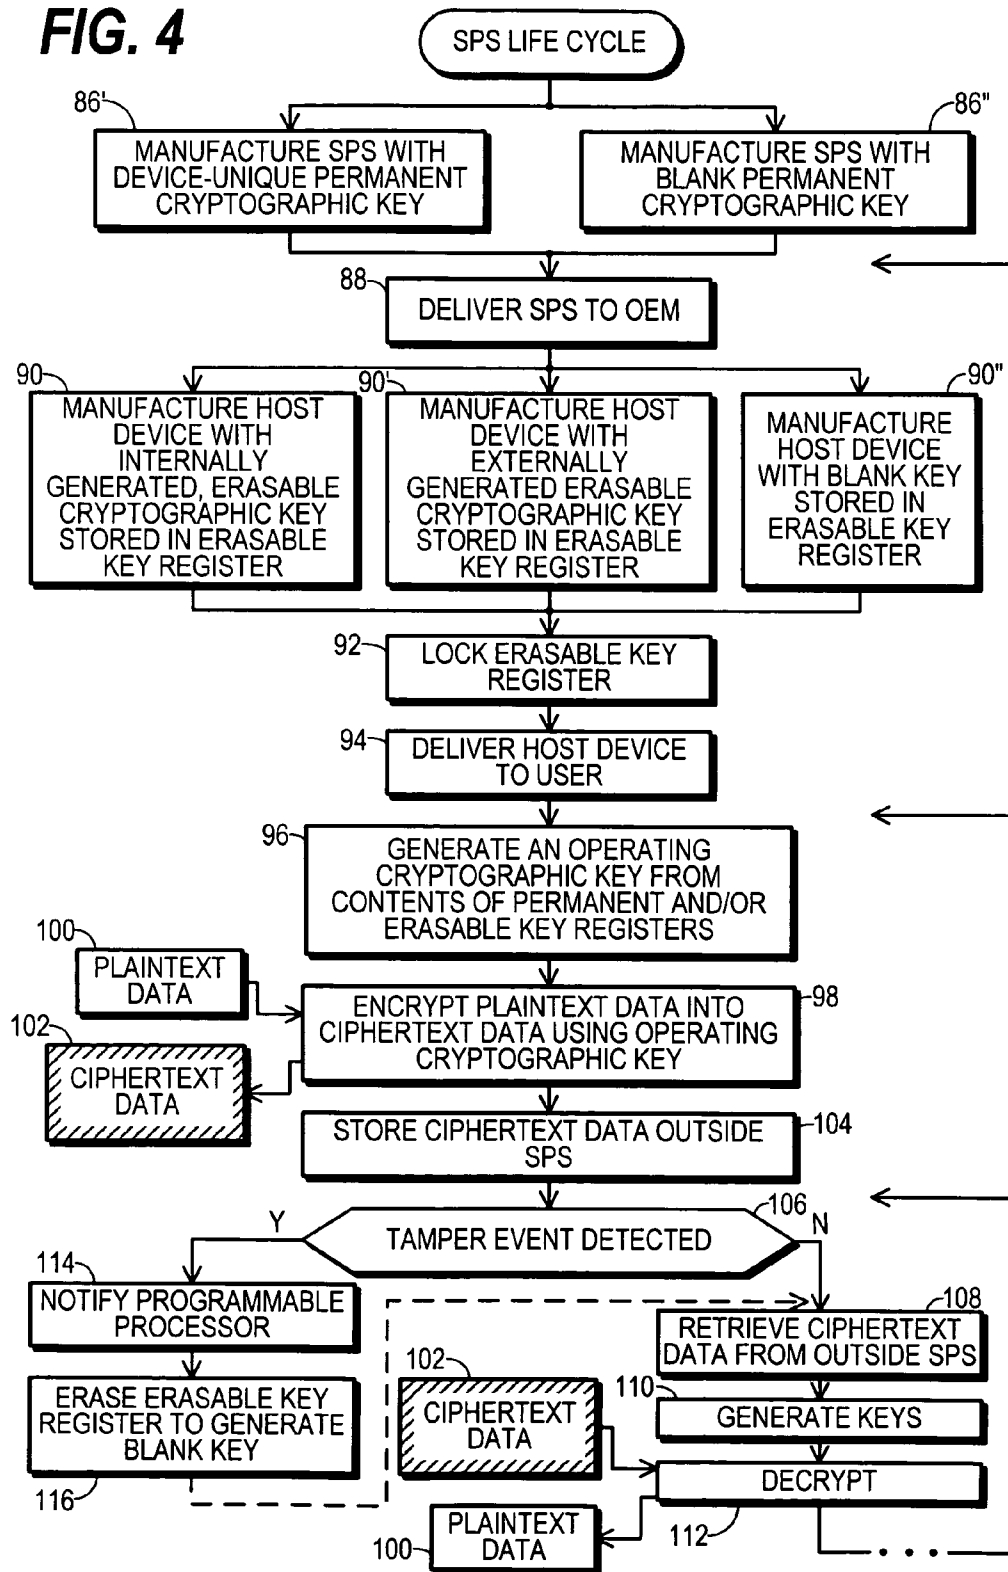 FIG. 4
SPS LIFE CYCLE
86'
MANUFACTURE SPS WITH
DEVICE-UNIQUE PERMANENT
CRYPTOGRAPHIC KEY
86"
MANUFACTURE SPS WITH
BLANK PERMANENT
CRYPTOGRAPHIC KEY
88
DELIVER SPS TO OEM
90
MANUFACTURE HOST
DEVICE WITH
INTERNALLY
GENERATED, ERASABLE
CRYPTOGRAPHIC KEY
STORED IN ERASABLE
KEY REGISTER
90'
MANUFACTURE HOST
DEVICE WITH
EXTERNALLY
GENERATED ERASABLE
CRYPTOGRAPHIC KEY
STORED IN ERASABLE
KEY REGISTER
90"
MANUFACTURE
HOST DEVICE
WITH BLANK KEY
STORED IN
ERASABLE KEY
REGISTER
92
LOCK ERASABLE KEY
REGISTER
94
DELIVER HOST DEVICE
TO USER
96
GENERATE AN OPERATING
CRYPTOGRAPHIC KEY FROM
CONTENTS OF PERMANENT AND/OR
ERASABLE KEY REGISTERS
100
PLAINTEXT
DATA
98
ENCRYPT PLAINTEXT DATA INTO
CIPHERTEXT DATA USING OPERATING
CRYPTOGRAPHIC KEY
102
CIPHERTEXT
DATA
STORE CIPHERTEXT DATA OUTSIDE
SPS
104
106
Y
TAMPER EVENT DETECTED
N
114
NOTIFY PROGRAMMABLE
PROCESSOR
108
RETRIEVE CIPHERTEXT
DATA FROM OUTSIDE SPS
ERASE ERASABLE KEY
REGISTER TO GENERATE
BLANK KEY
116
102
CIPHERTEXT
DATA
110
GENERATE KEYS
DECRYPT
112
PLAINTEXT
DATA
100